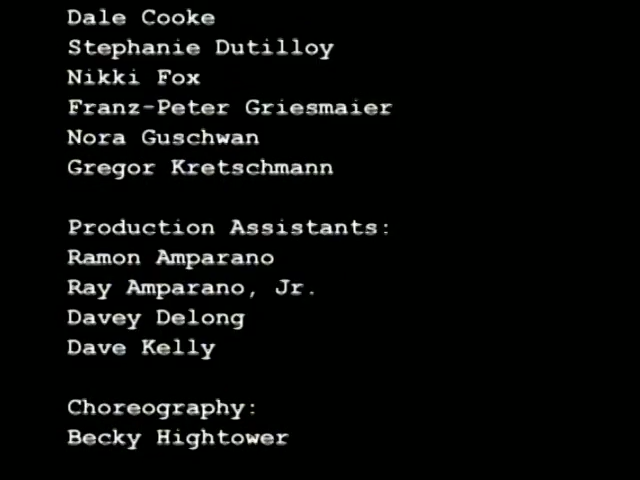 Dale Cooke
Stephanie Dutilloy
Nikki Fox
Franz-Peter Griesmaier
Nora Guschwan
Gregor Kretschmann
Production Assistants:
Ramon Amparano
Ray Amparano, Jr.
Davey Delong
Dave Kelly
Choreography:
Becky Hightower